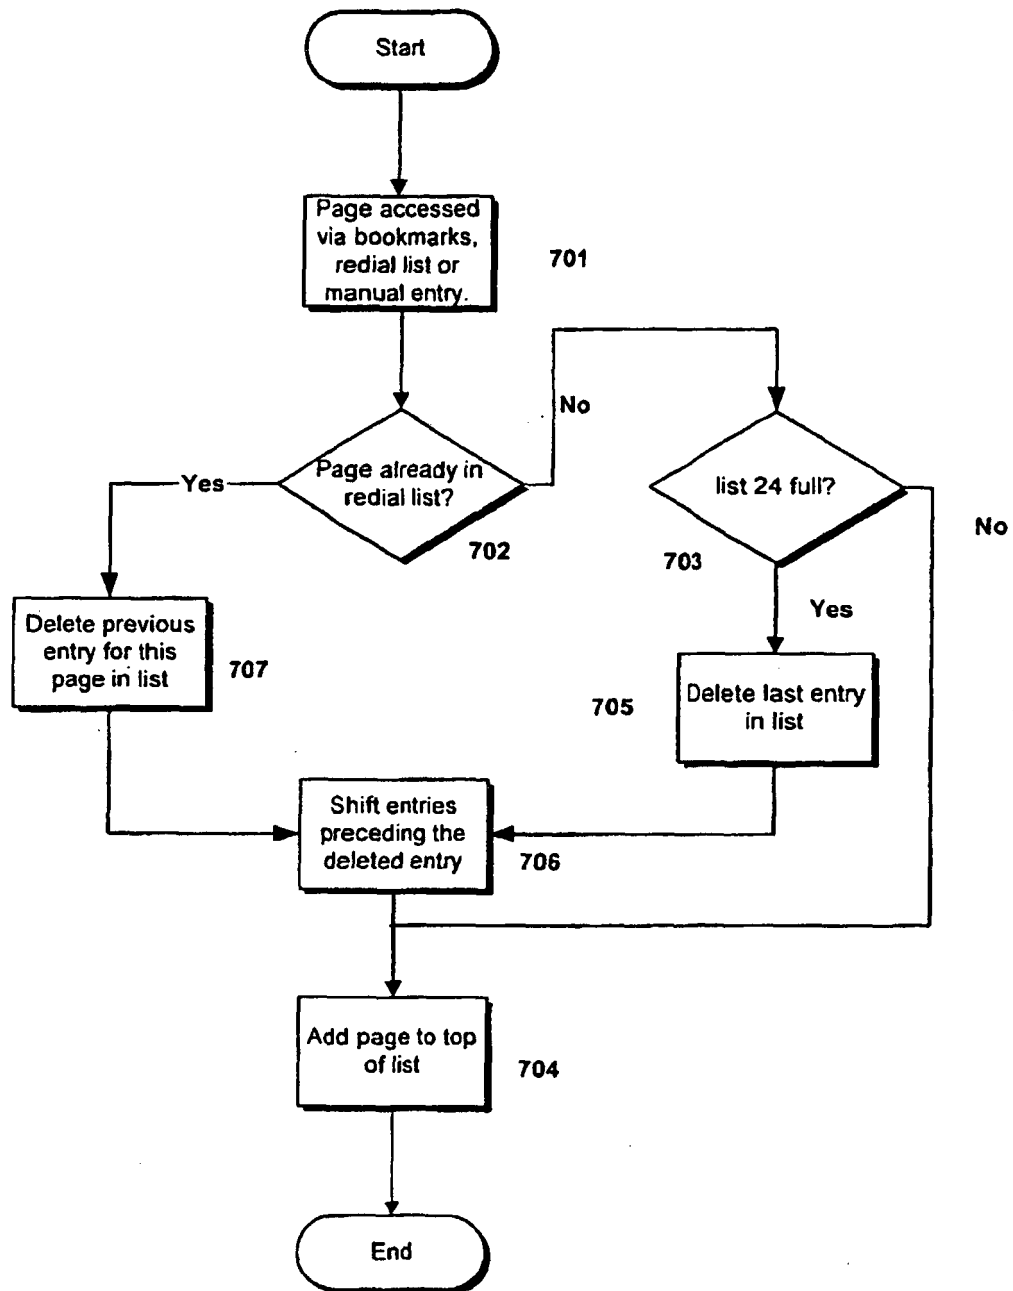 Start
Page accessed
via bookmarks,
redial list or
manual entry.
701
No
Page already in
redial list?
Yes
702
list 24 full?
No
703
Yes
Delete previous
entry for this
page in list
707
Delete last entry
in list
705
Shift entries
preceding the
deleted entry
706
Add page to top
of list
704
End